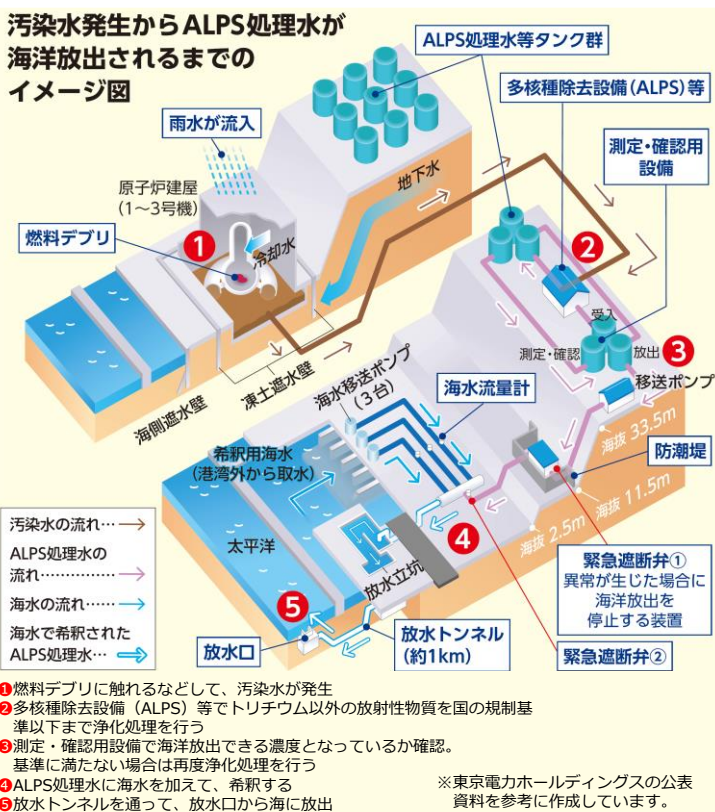 汚染水発生からALPS処理水が
海洋放出されるまでの
イメージ図
ALPS処理水等タンク群
多核種除去設備(ALPS)等
測定・確認用
設備
雨水が流入
原子炉建屋
(1～3号機)
燃料デブリ
❶
冷却水
地下水
❷
受入
測定・確認
放出
❸
移送ポンプ
海側遮水壁
凍土遮水壁
海水移送ポンプ
(3台)
海水流量計
海抜 33.5m
防潮堤
海抜 11.5m
海抜 2.5m
希釈用海水
(港湾外から取水)
太平洋
放水立坑
❹
❺
放水口
放水トンネル
(約1km)
緊急遮断弁①
異常が生じた場合に
海洋放出を
停止する装置
緊急遮断弁②
汚染水の流れ…
ALPS処理水の
流れ……………
海水の流れ……
海水で希釈された
ALPS処理水…
❶燃料デブリに触れるなどして、汚染水が発生
❷多核種除去設備（ALPS）等でトリチウム以外の放射性物質を国の規制基
準以下まで浄化処理を行う
❸測定・確認用設備で海洋放出できる濃度となっているか確認。
基準に満たない場合は再度浄化処理を行う
❹ALPS処理水に海水を加えて、希釈する
❺放水トンネルを通って、放水口から海に放出
※東京電力ホールディングスの公表
資料を参考に作成しています。